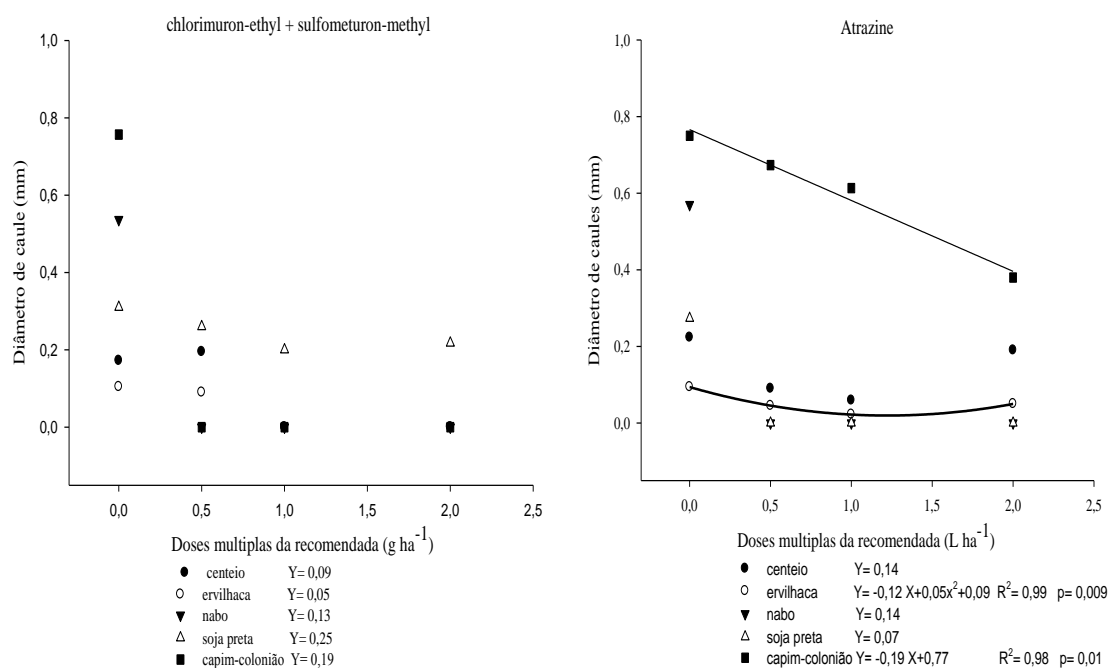 chlorimuron-ethyl + sulfometuron-methyl
1,0
0,8
0,6
0,4
0,2
0,0
Diâmetro de caule (mm)
0,0 0,5 1,0 1,5 2,0 2,5
Doses multiplas da recomendada (g ha-1)
centeio Y= 0,09
ervilhaca Y= 0,05
nabo Y= 0,13
soja preta Y= 0,25
capim-colonião Y= 0,19
Atrazine
1,0
0,8
0,6
0,4
0,2
0,0
Diâmetro de caules (mm)
0,0 0,5 1,0 1,5 2,0 2,5
Doses multiplas da recomendada (L ha-1)
centeio Y= 0,14
ervilhaca Y= -0,12 X+0,05x2+0,09 R2= 0,99 p= 0,009
nabo Y= 0,14
soja preta Y= 0,07
capim-colonião Y= -0,19 X+0,77 R2= 0,98 p= 0,01